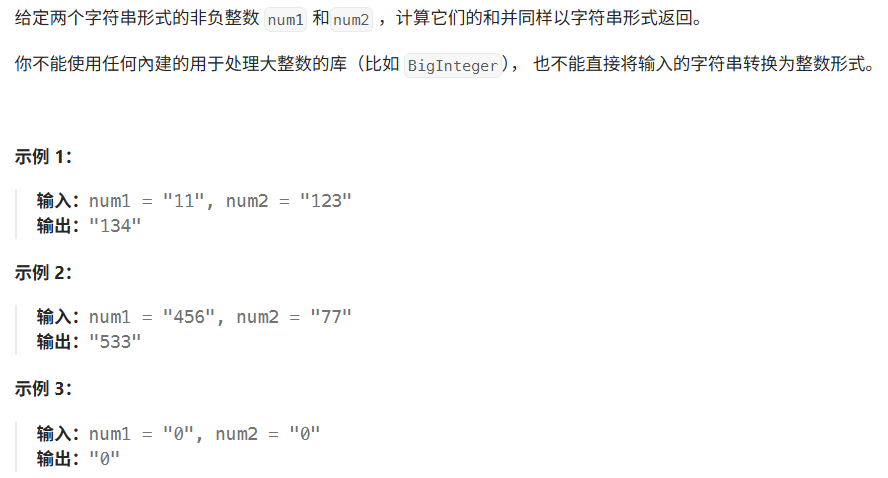 给定两个字符串形式的非负整数 num1 和num2 ，计算它们的和并同样以字符串形式返回。
你不能使用任何內建的用于处理大整数的库（比如 BigInteger）， 也不能直接将输入的字符串转换为整数形式。
示例 1：
输入：num1 = "11", num2 = "123"
输出："134"
示例 2：
输入：num1 = "456", num2 = "77"
输出："533"
示例 3：
输入：num1 = "0", num2 = "0"
输出："0"